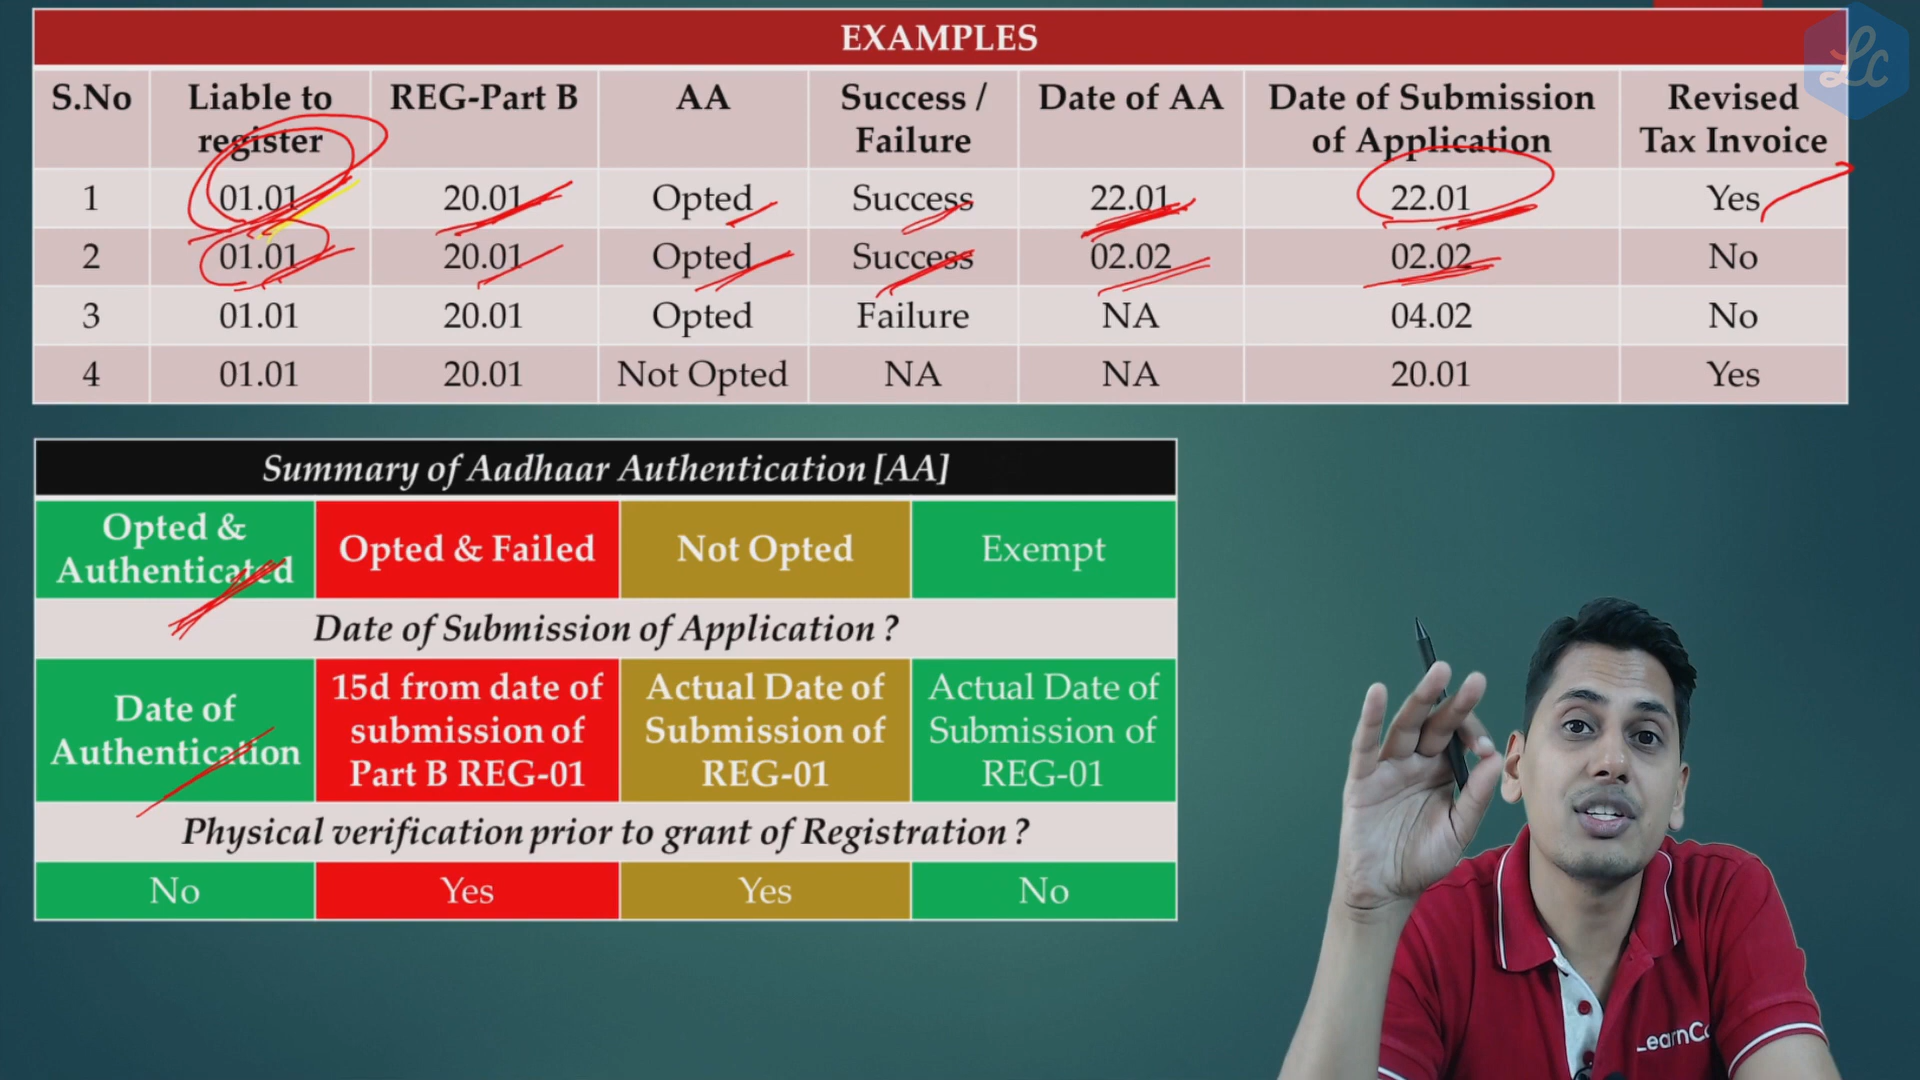 EXAMPLES
S.No Liable to register REG-Part B AA Success / Failure Date of AA Date of Submission of Application Revised Tax Invoice
1 01.01 20.01 Opted Success 22.01 22.01 Yes
2 01.01 20.01 Opted Success 02.02 02.02 No
3 01.01 20.01 Opted Failure NA 04.02 No
4 01.01 20.01 Not Opted NA NA 20.01 Yes
Summary of Aadhaar Authentication [AA]
Opted & Authenticated Opted & Failed Not Opted Exempt
Date of Submission of Application ?
Date of Authentication 15d from date of submission of Part B REG-01 Actual Date of Submission of REG-01 Actual Date of Submission of REG-01
Physical verification prior to grant of Registration ?
No Yes Yes No
Lc
LearnC